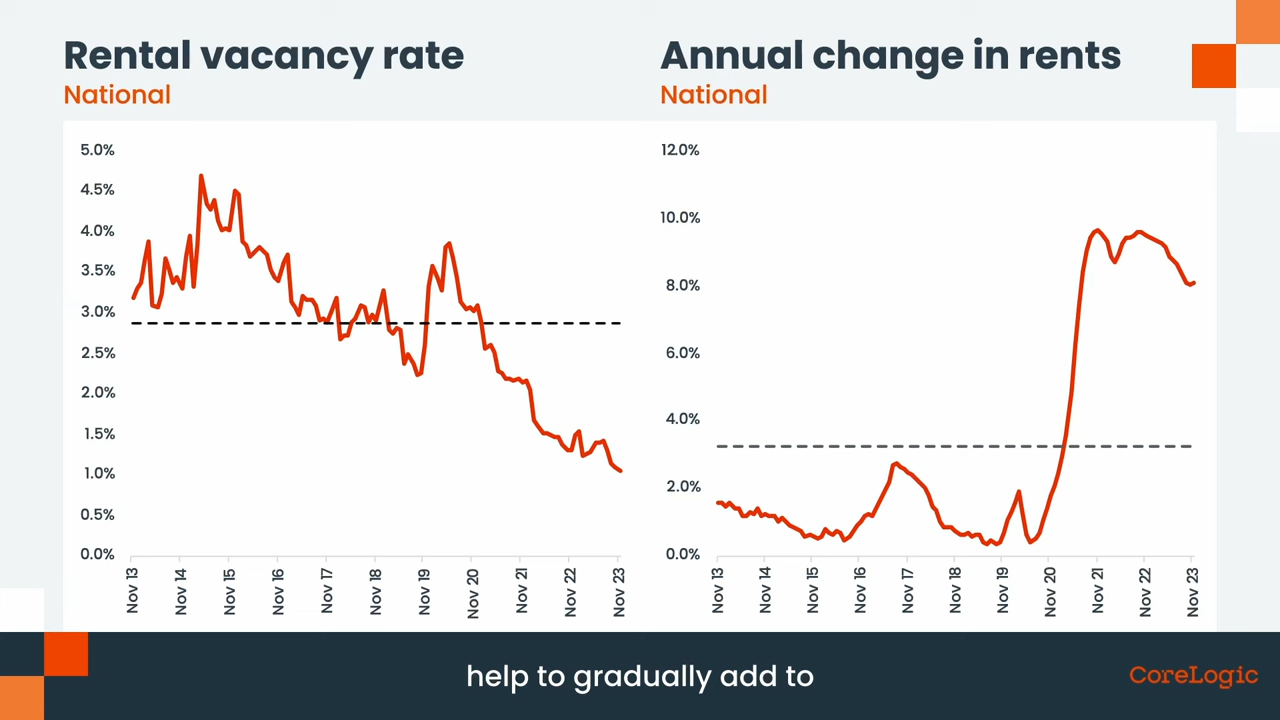 Rental vacancy rate
National
5.0%
4.5%
4.0%
3.5%
3.0%
2.5%
2.0%
1.5%
1.0%
0.5%
0.0%
Nov 13
Nov 14
Nov 15
Nov 16
Nov 17
Nov 18
Nov 19
Nov 20
Nov 21
Nov 22
Nov 23
Annual change in rents
National
12.0%
10.0%
8.0%
6.0%
4.0%
2.0%
0.0%
Nov 13
Nov 14
Nov 15
Nov 16
Nov 17
Nov 18
Nov 19
Nov 20
Nov 21
Nov 22
Nov 23
help to gradually add to
CoreLogic